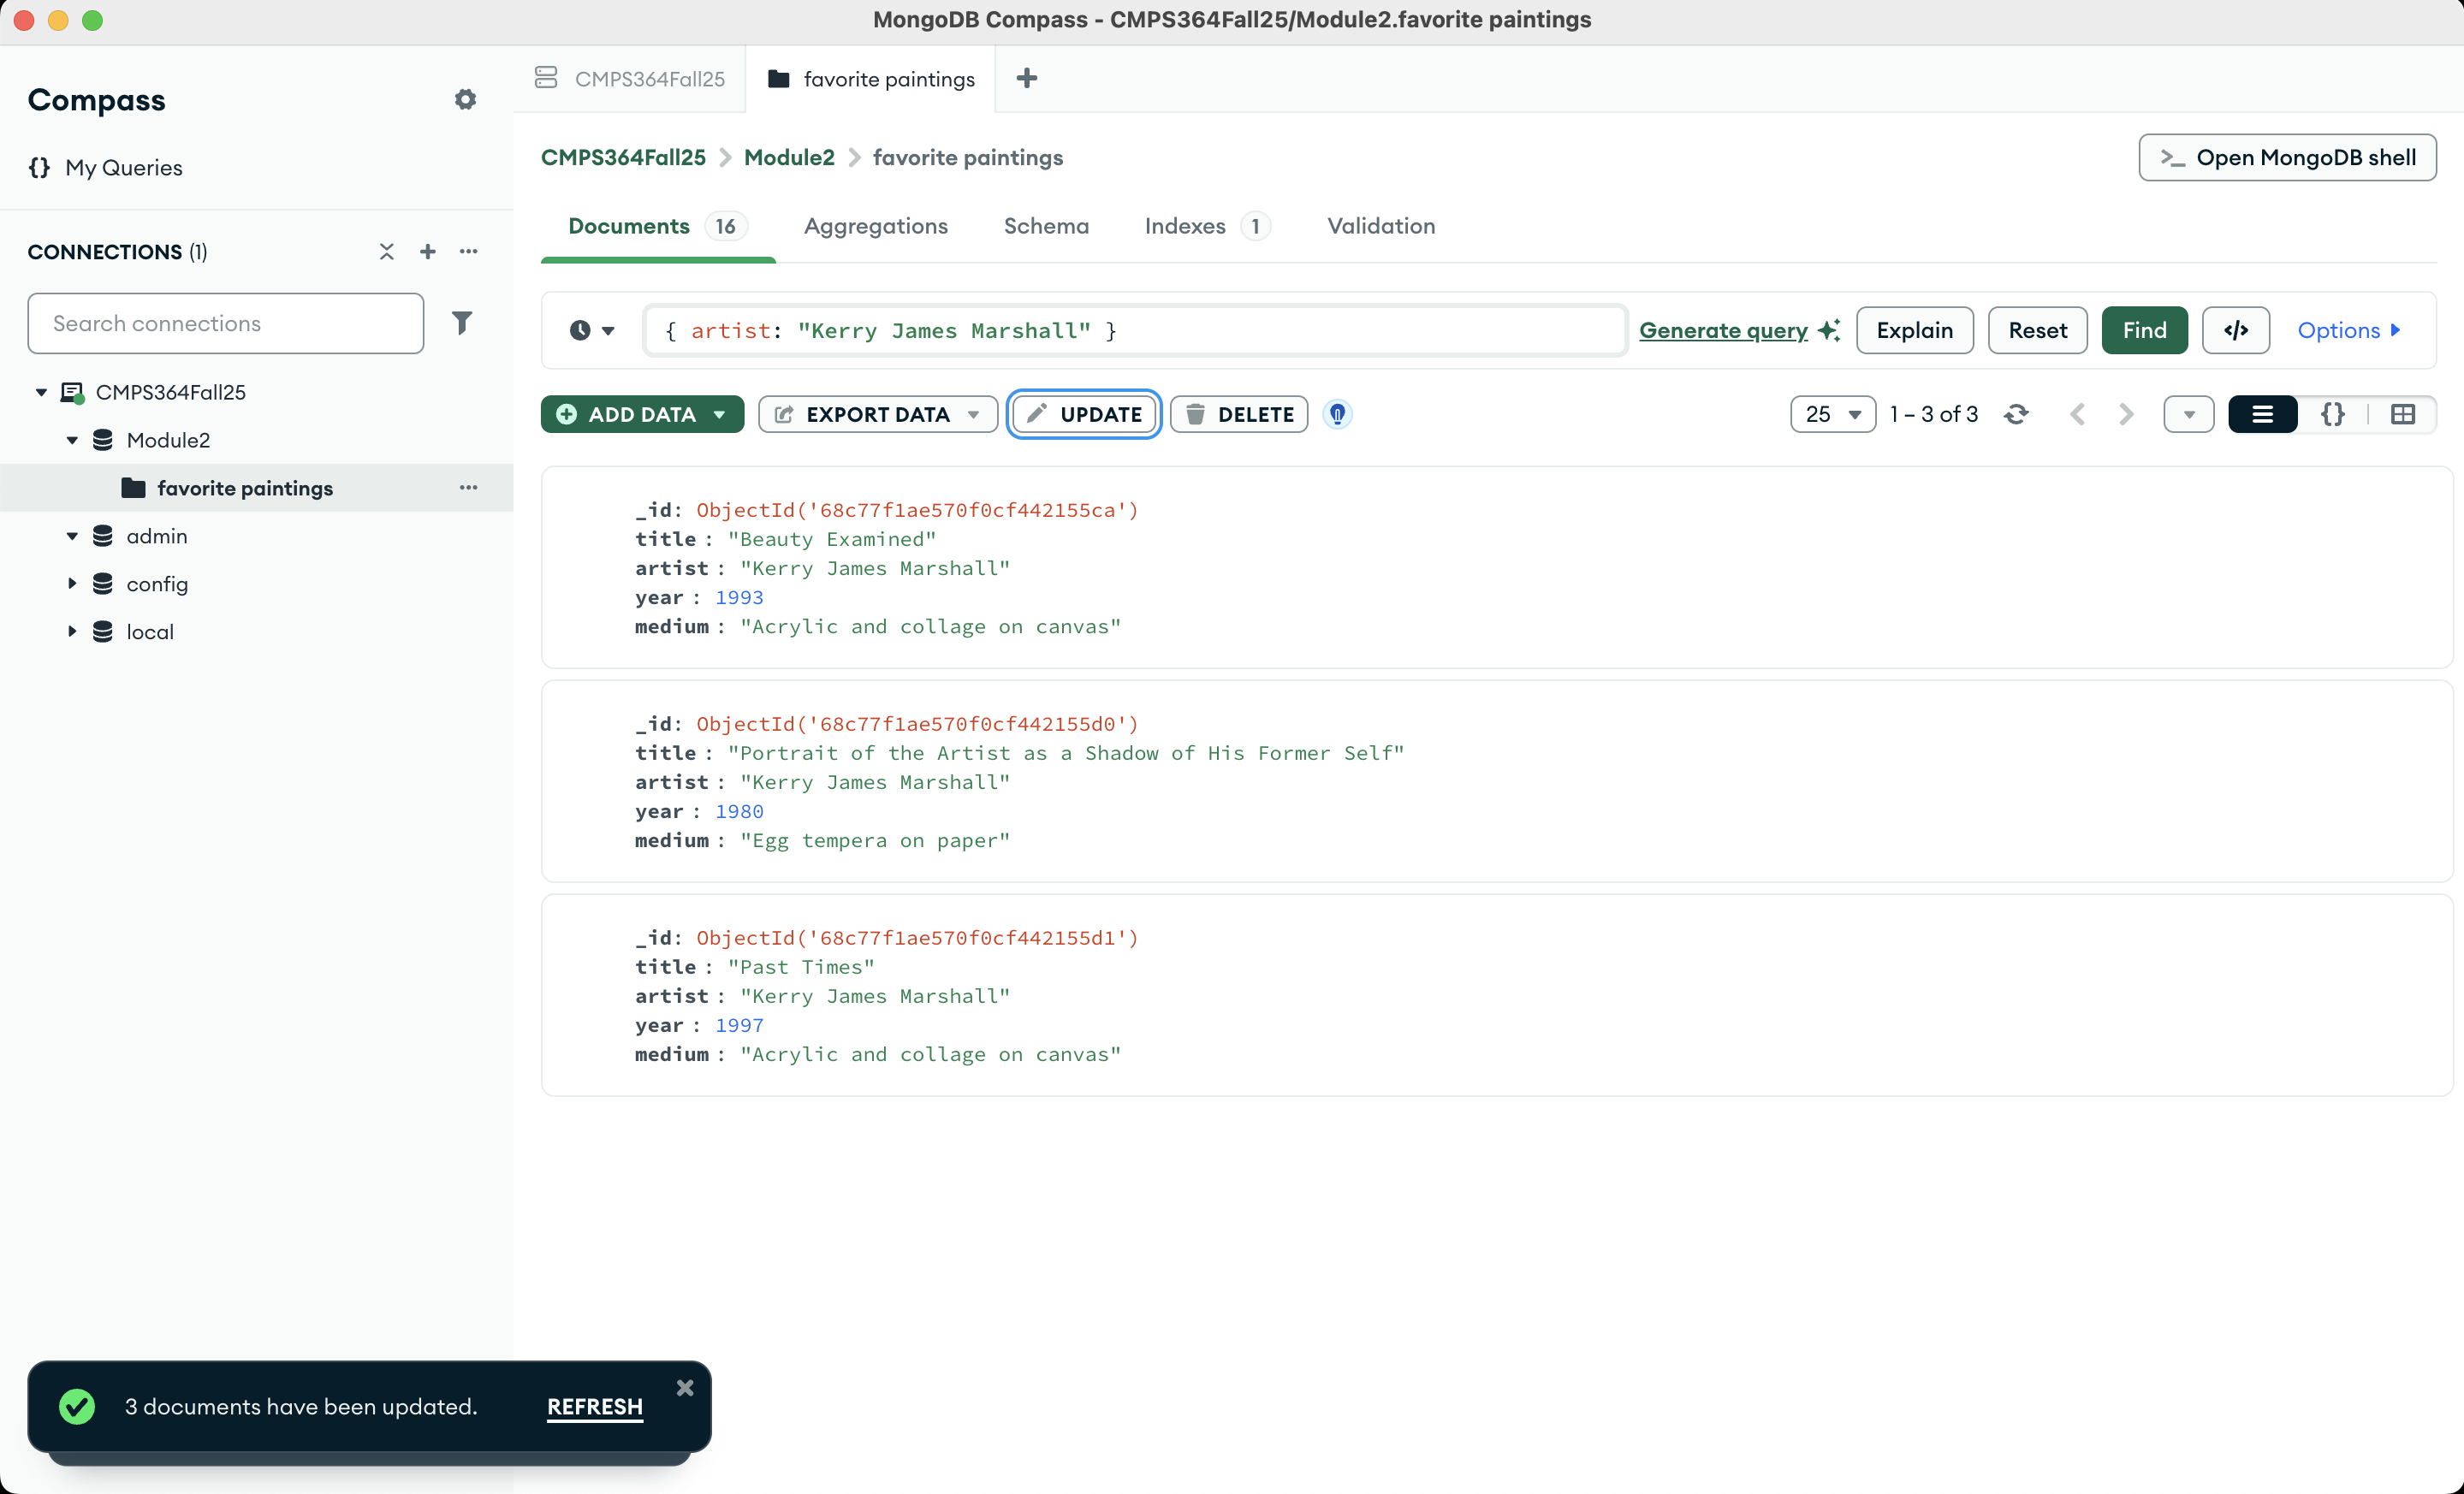 MongoDB Compass - CMPS364Fall25/Module2.favorite paintings
Compass
{} My Queries
CONNECTIONS (1)
Search connections
CMPS364Fall25
Module2
favorite paintings
admin
config
local
CMPS364Fall25
favorite paintings
CMPS364Fall25 > Module2 > favorite paintings
>_ Open MongoDB shell
Documents 16 Aggregations Schema Indexes 1 Validation
{ artist: "Kerry James Marshall" }
Generate query Explain Reset Find </> Options
ADD DATA EXPORT DATA UPDATE DELETE
25 1 – 3 of 3 {}
_id: ObjectId('68c77f1ae570f0cf442155ca')
title : "Beauty Examined"
artist : "Kerry James Marshall"
year : 1993
medium : "Acrylic and collage on canvas"
_id: ObjectId('68c77f1ae570f0cf442155d0')
title : "Portrait of the Artist as a Shadow of His Former Self"
artist : "Kerry James Marshall"
year : 1980
medium : "Egg tempera on paper"
_id: ObjectId('68c77f1ae570f0cf442155d1')
title : "Past Times"
artist : "Kerry James Marshall"
year : 1997
medium : "Acrylic and collage on canvas"
3 documents have been updated. REFRESH